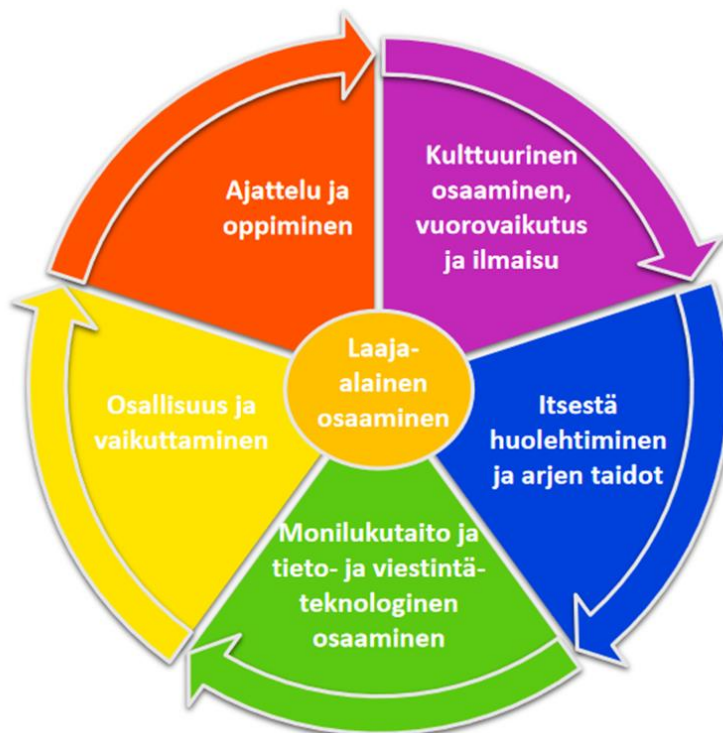 Ajattelu ja
oppiminen
Kulttuurinen
osaaminen,
vuorovaikutus
ja ilmaisu
Laaja-
alainen
osaaminen
Osallisuus ja
vaikuttaminen
Itsestä
huolehtiminen
ja arjen taidot
Monilukutaito ja
tieto- ja viestintä-
teknologinen
osaaminen